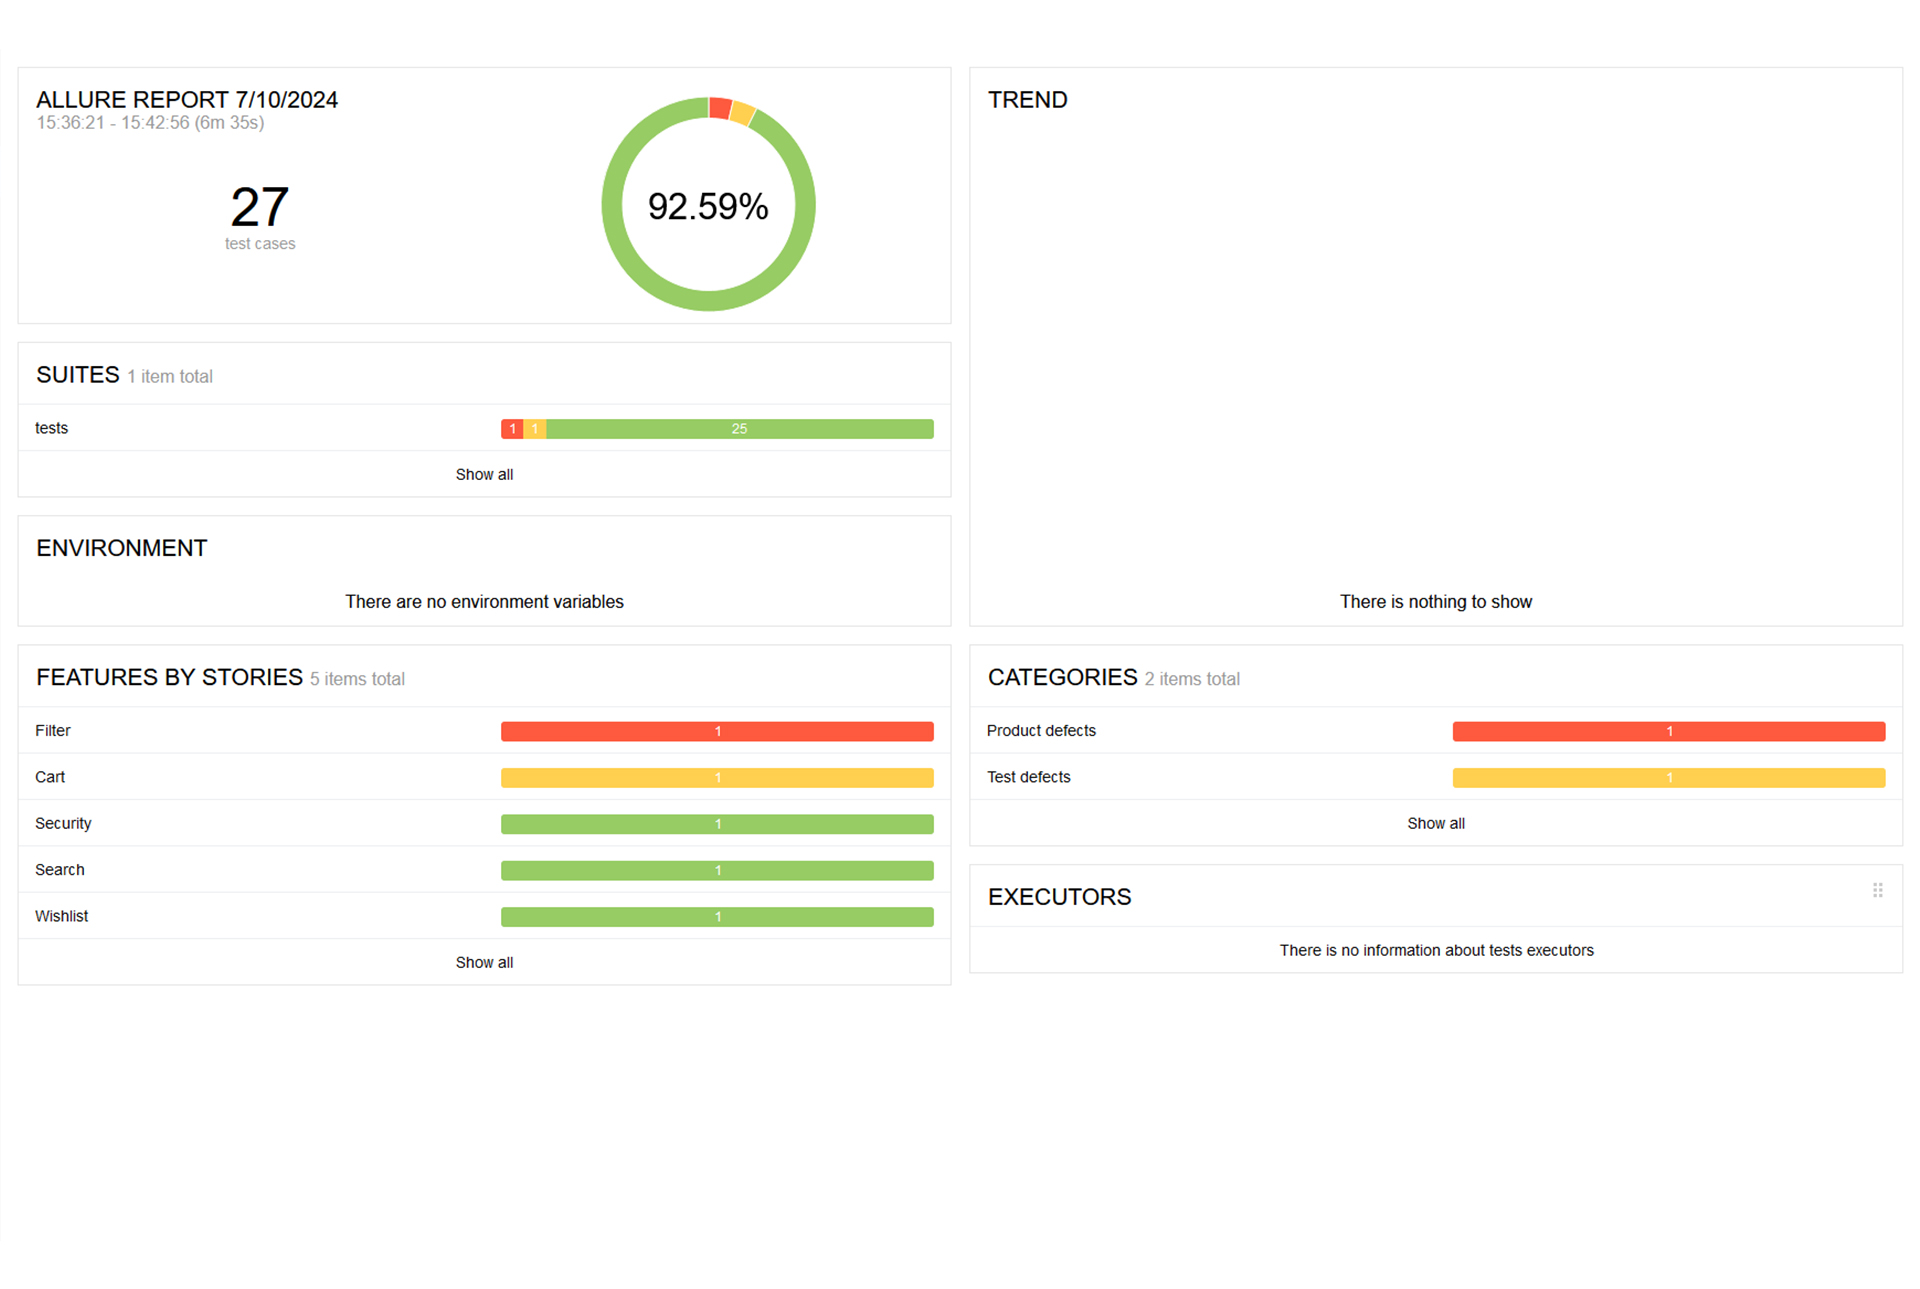 ALLURE REPORT 7/10/2024
15:36:21 - 15:42:56 (6m 35s)
27
test cases
92.59%
SUITES 1 item total
tests 1 1 25
Show all
ENVIRONMENT
There are no environment variables
FEATURES BY STORIES 5 items total
Filter 1
Cart 1
Security 1
Search 1
Wishlist 1
Show all
TREND
There is nothing to show
CATEGORIES 2 items total
Product defects 1
Test defects 1
Show all
EXECUTORS
There is no information about tests executors